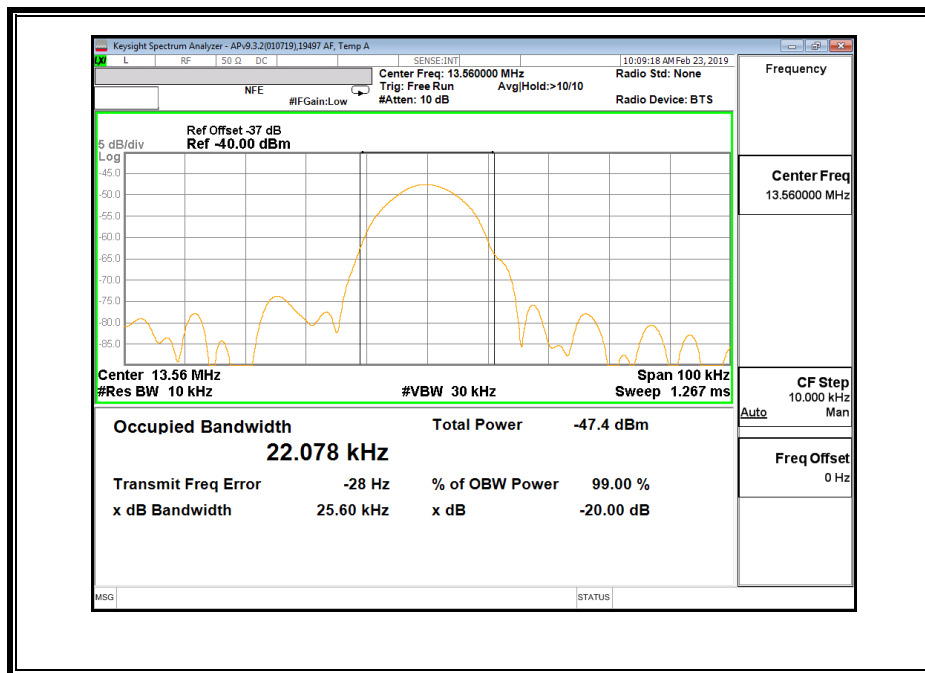 Keysight Spectrum Analyzer - APv9.3.2(010719),19497 AF, Temp A
LXI L RF 50 Ω DC SENSE:INT 10:09:18 AM Feb 23, 2019
Center Freq: 13.560000 MHz Radio Std: None
NFE Trig: Free Run Avg|Hold:>10/10
#IFGain:Low #Atten: 10 dB Radio Device: BTS
Ref Offset -37 dB
5 dB/div Ref -40.00 dBm
Log
-45.0
-50.0
-55.0
-60.0
-65.0
-70.0
-75.0
-80.0
-85.0
Center 13.56 MHz Span 100 kHz
#Res BW 10 kHz #VBW 30 kHz Sweep 1.267 ms
Occupied Bandwidth Total Power -47.4 dBm
22.078 kHz
Transmit Freq Error -28 Hz % of OBW Power 99.00 %
x dB Bandwidth 25.60 kHz x dB -20.00 dB
MSG STATUS
Frequency
Center Freq
13.560000 MHz
CF Step
10.000 kHz
Auto Man
Freq Offset
0 Hz